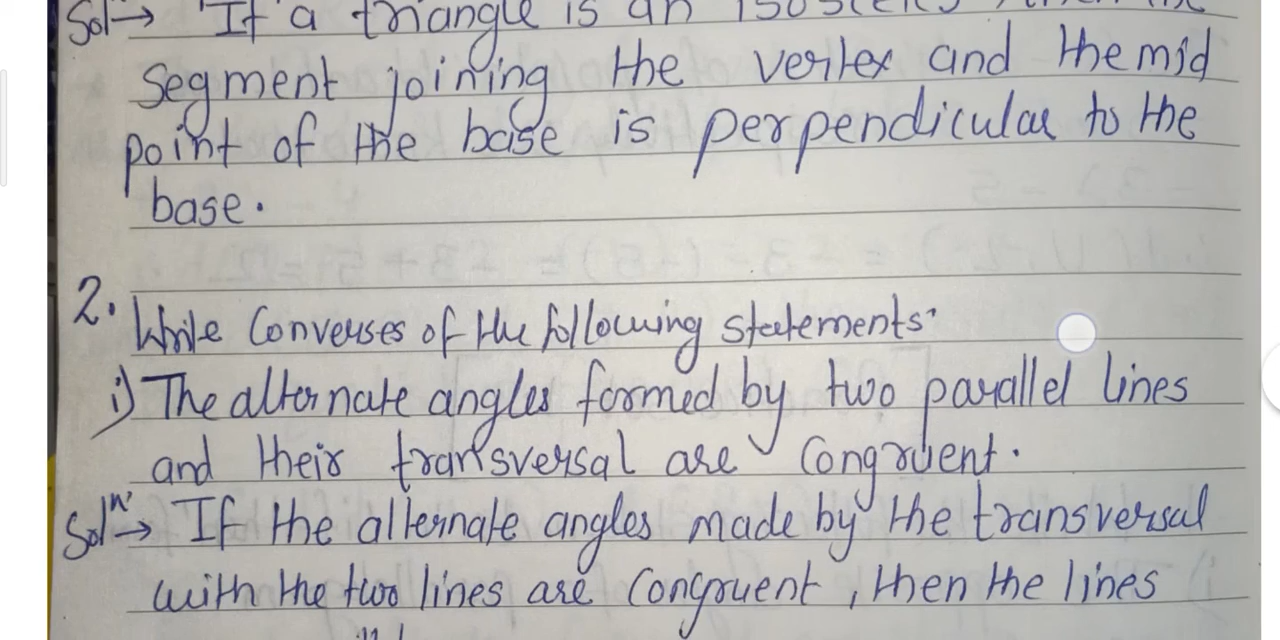 Solⁿ→ If a triangle is an
segment joining the vertex and the mid
point of the base is perpendicular to the
base.
2. Write Converses of the following statements.
i) The alternate angles formed by two parallel lines
and their transversal are congruent.
Solⁿ→ If the alternate angles made by the transversal
with the two lines are congruent, then the lines